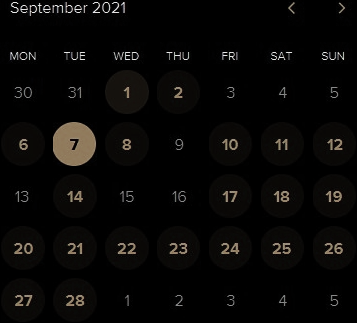 September 2021
MON TUE WED THU FRI SAT SUN
30 31 1 2 3 4 5
6 7 8 9 10 11 12
13 14 15 16 17 18 19
20 21 22 23 24 25 26
27 28 1 2 3 4 5